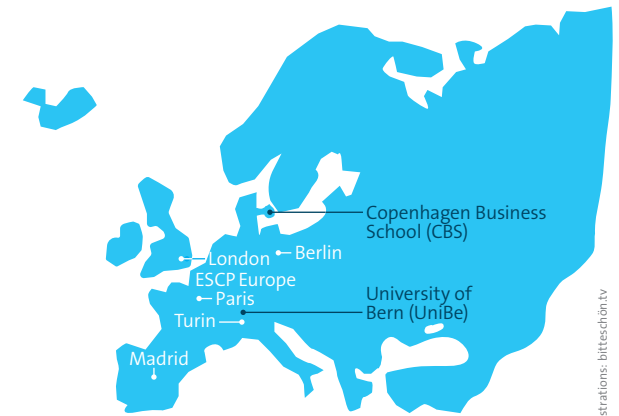 Copenhagen Business
School (CBS)
London
Berlin
ESCP Europe
Paris
University of
Bern (UniBe)
Turin
Madrid
strations: bitteschön.tv